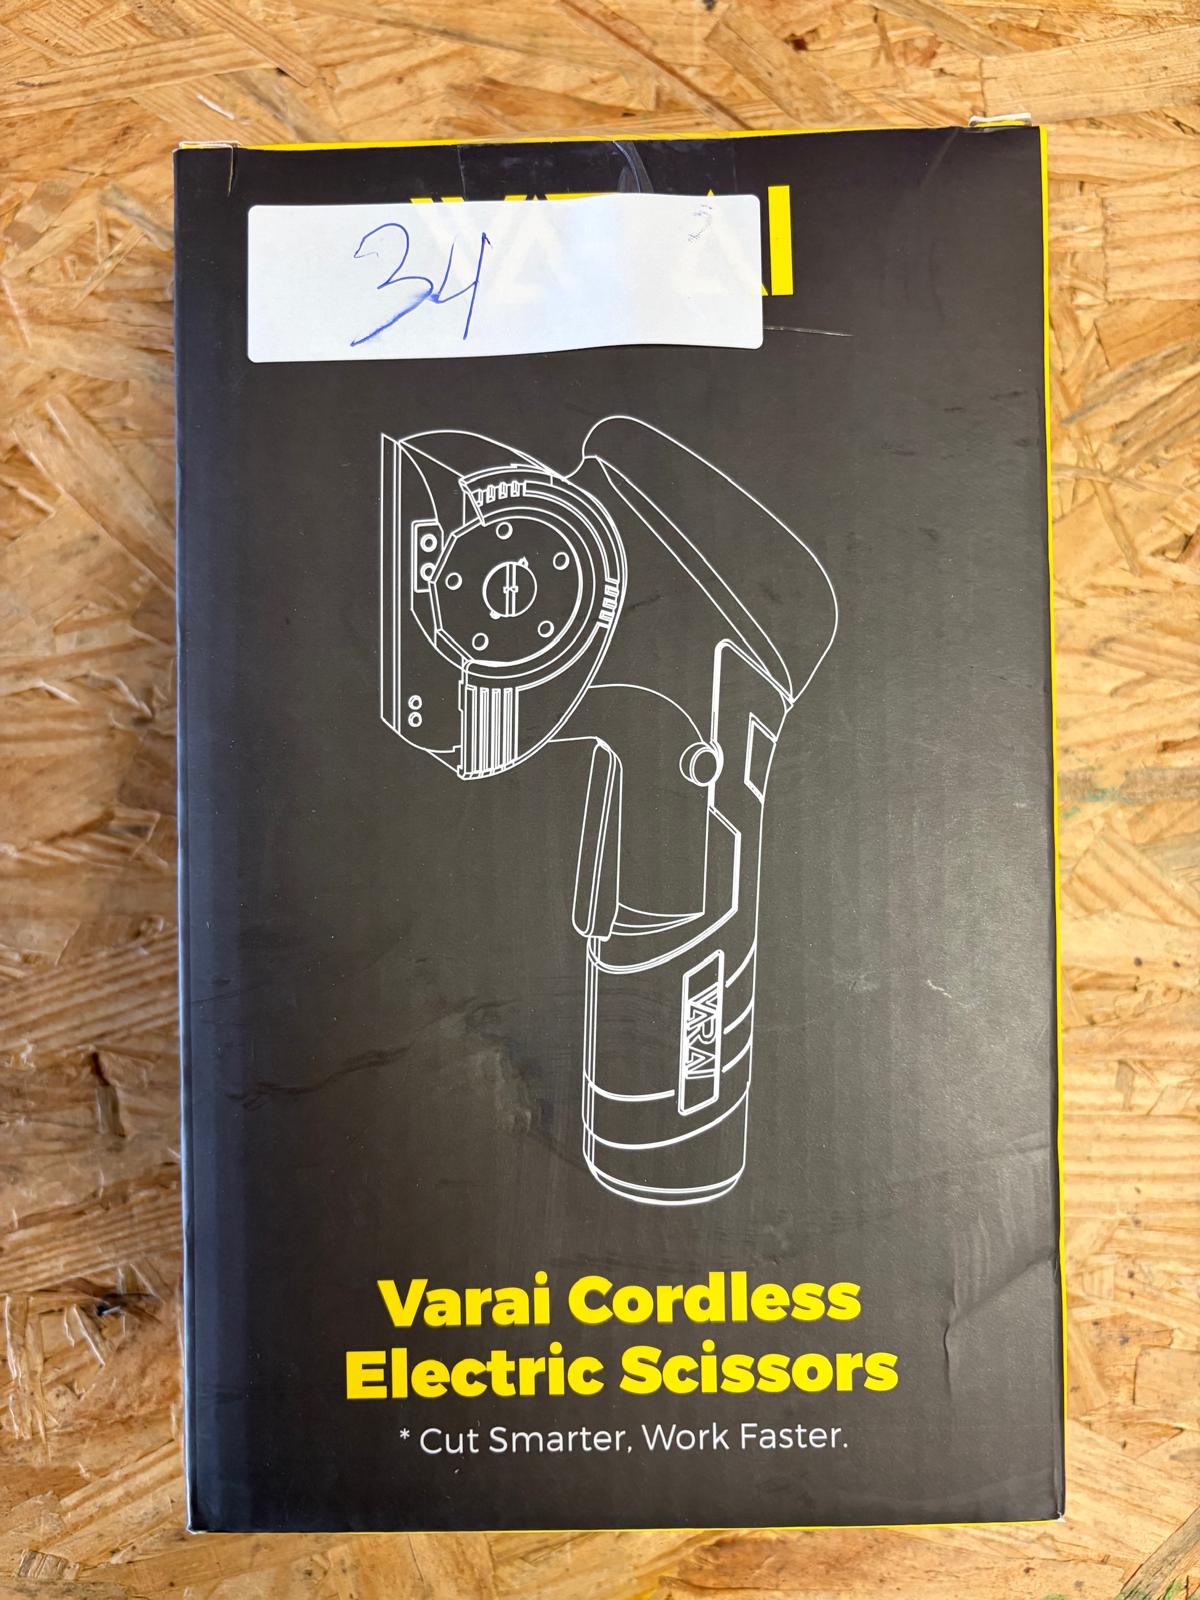 34
VARAI
Varai Cordless
Electric Scissors
* Cut Smarter, Work Faster.